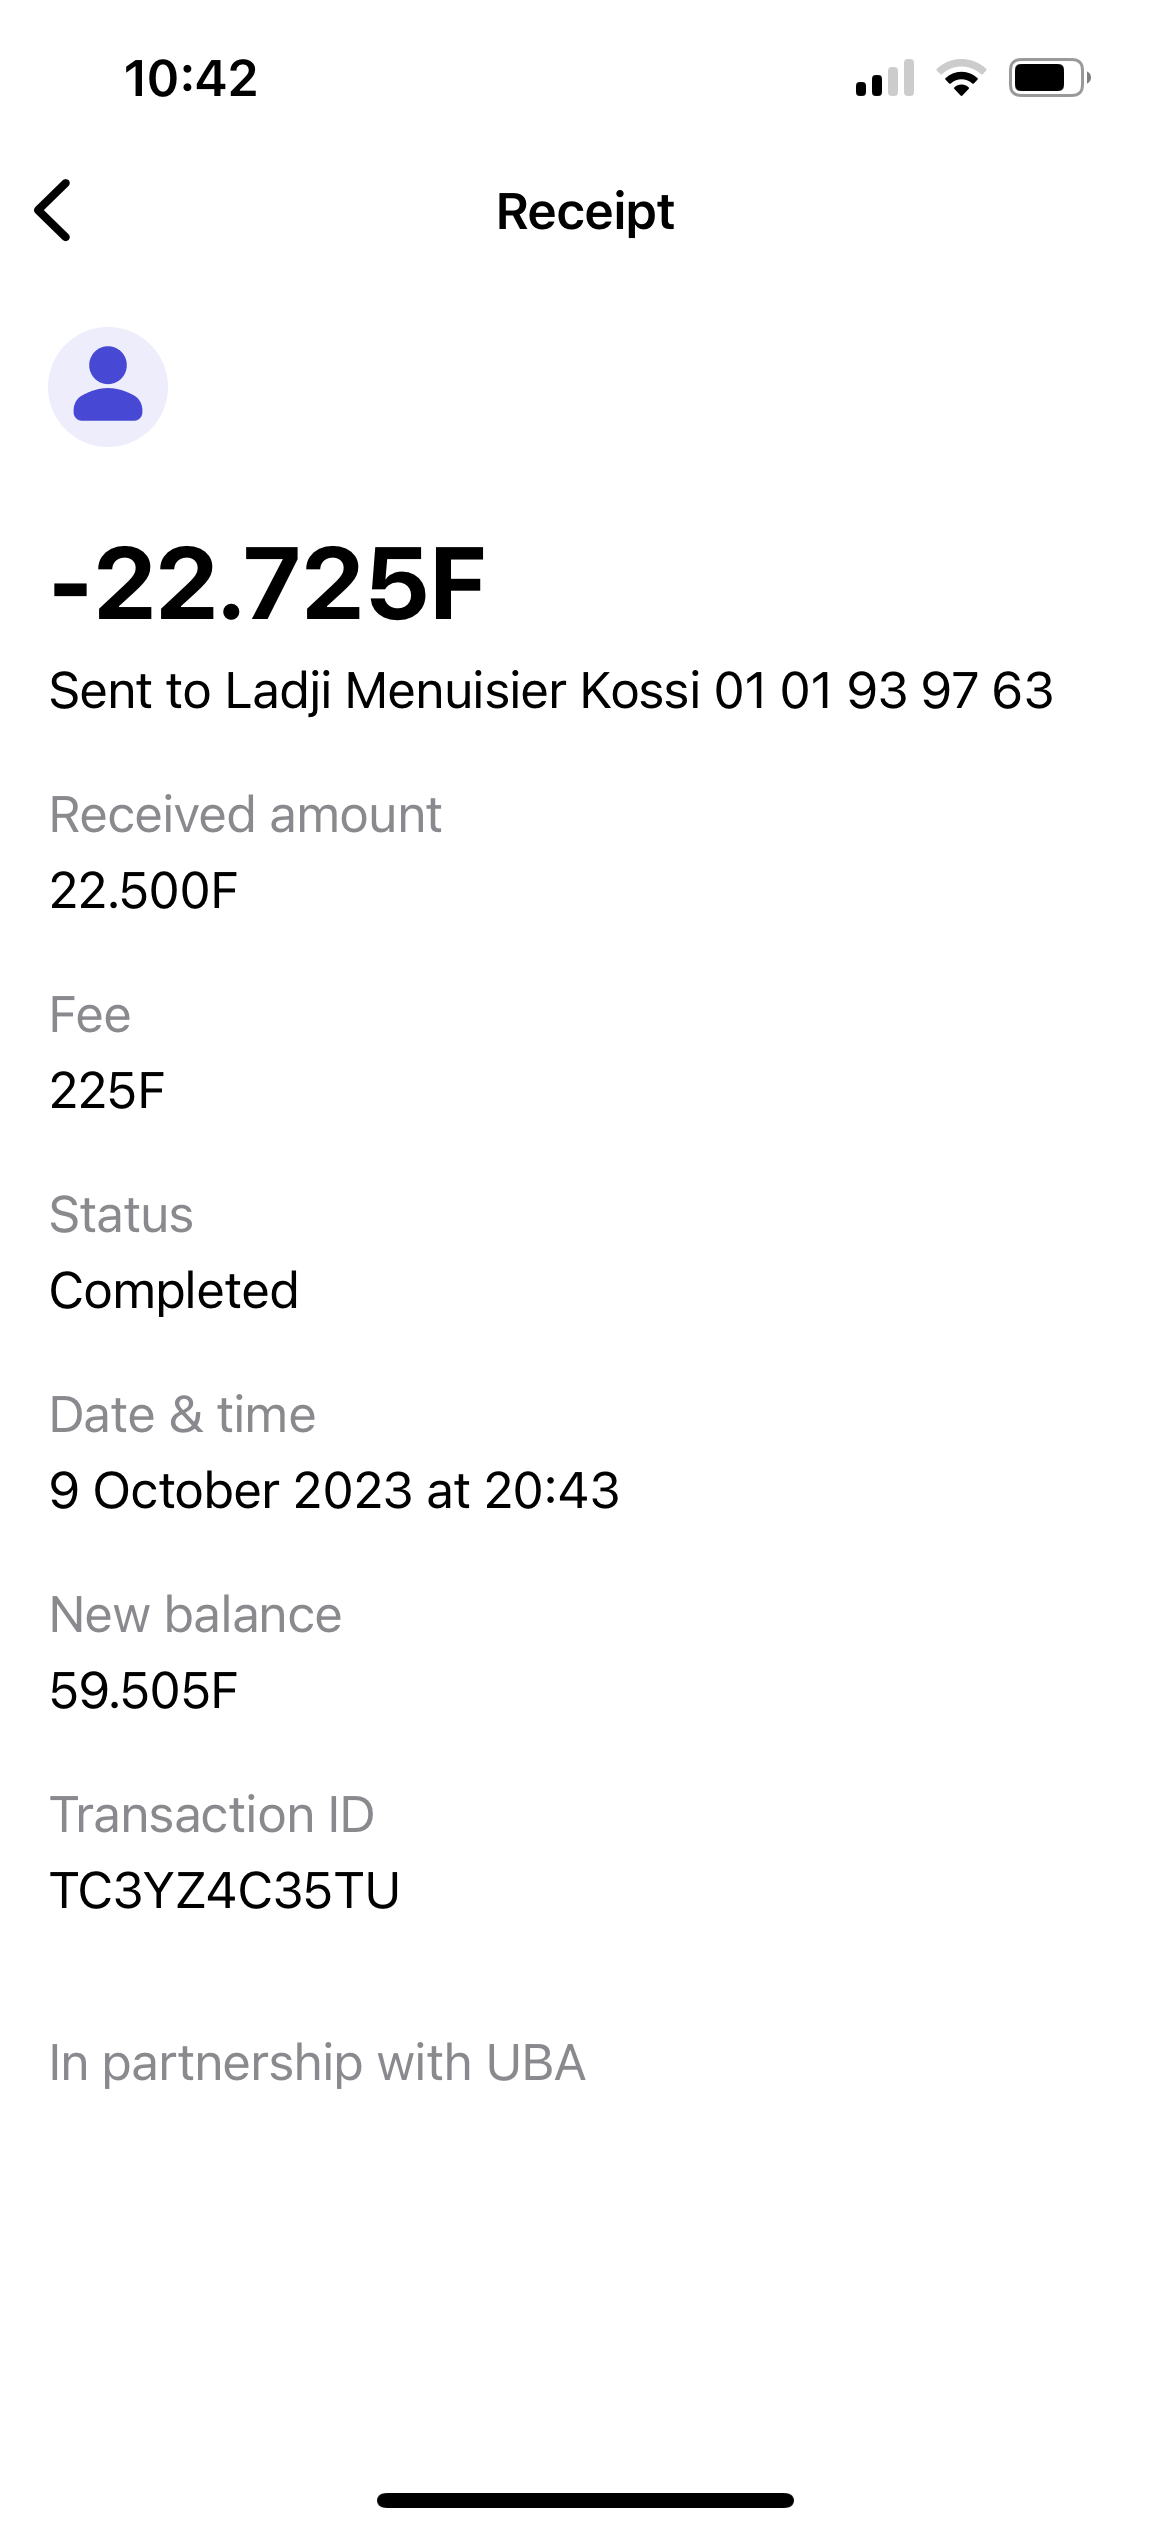 10:42
Receipt
-22.725F
Sent to Ladji Menuisier Kossi 01 01 93 97 63
Received amount
22.500F
Fee
225F
Status
Completed
Date & time
9 October 2023 at 20:43
New balance
59.505F
Transaction ID
TC3YZ4C35TU
In partnership with UBA